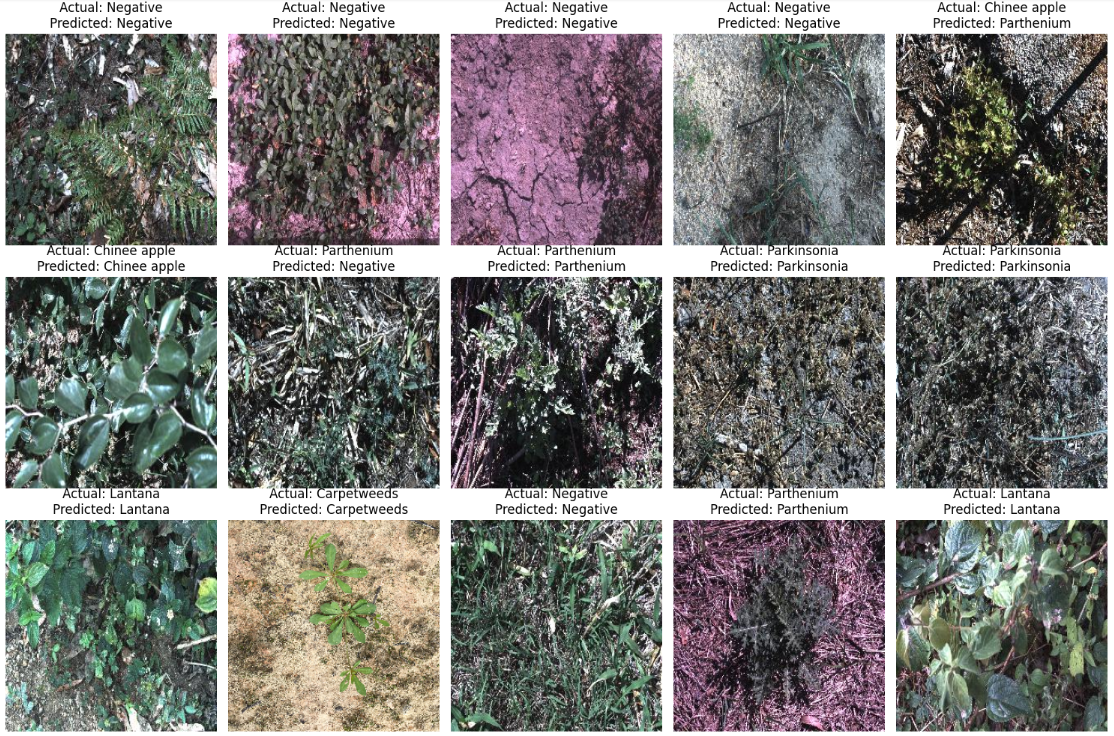 Actual: Negative
Predicted: Negative
Actual: Negative
Predicted: Negative
Actual: Negative
Predicted: Negative
Actual: Negative
Predicted: Negative
Actual: Chinee apple
Predicted: Parthenium
Actual: Chinee apple
Predicted: Chinee apple
Actual: Parthenium
Predicted: Negative
Actual: Parthenium
Predicted: Parthenium
Actual: Parkinsonia
Predicted: Parkinsonia
Actual: Parkinsonia
Predicted: Parkinsonia
Actual: Lantana
Predicted: Lantana
Actual: Carpetweeds
Predicted: Carpetweeds
Actual: Negative
Predicted: Negative
Actual: Parthenium
Predicted: Parthenium
Actual: Lantana
Predicted: Lantana